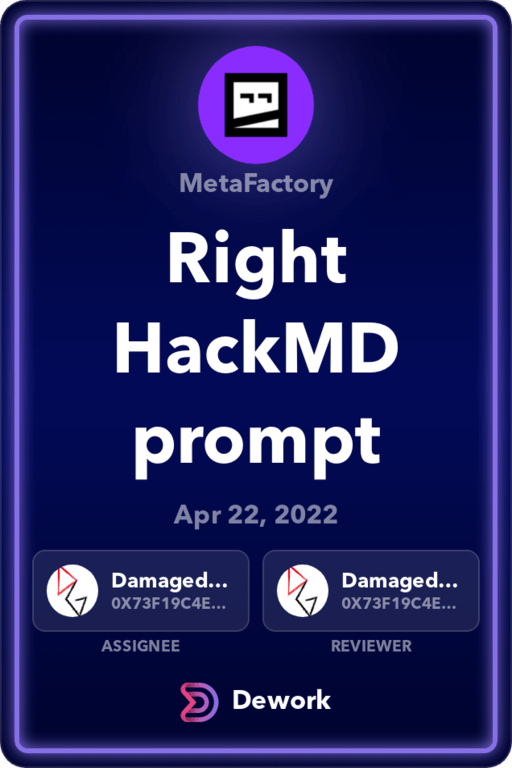 MetaFactory
Right
HackMD
prompt
Apr 22, 2022
Damaged... Damaged...
0X73F19C4E... 0X73F19C4E...
ASSIGNEE REVIEWER
Dework